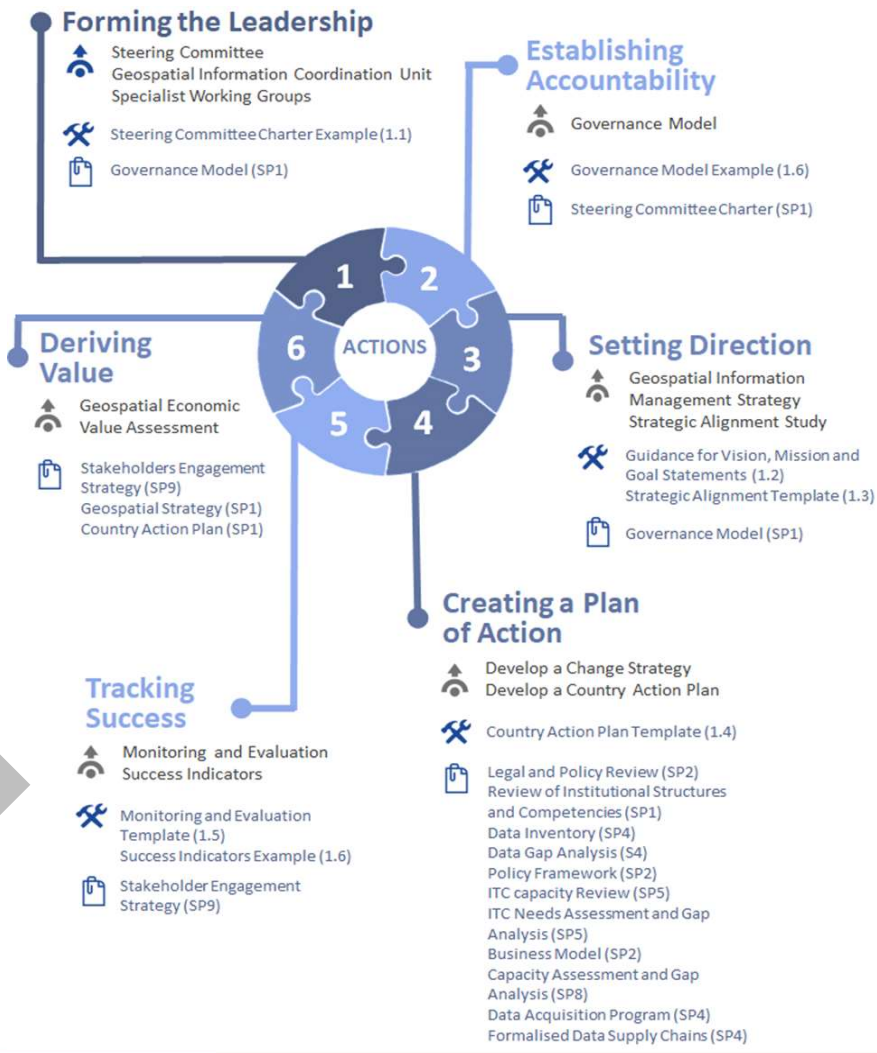 Forming the Leadership
Steering Committee
Geospatial Information Coordination Unit
Specialist Working Groups
Steering Committee Charter Example (1.1)
Governance Model (SP1)
Establishing
Accountability
Governance Model
Governance Model Example (1.6)
Steering Committee Charter (SP1)
1
2
3
4
5
6
ACTIONS
Setting Direction
Geospatial Information
Management Strategy
Strategic Alignment Study
Guidance for Vision, Mission and
Goal Statements (1.2)
Strategic Alignment Template (1.3)
Governance Model (SP1)
Creating a Plan
of Action
Develop a Change Strategy
Develop a Country Action Plan
Country Action Plan Template (1.4)
Legal and Policy Review (SP2)
Review of Institutional Structures
and Competencies (SP1)
Data Inventory (SP4)
Data Gap Analysis (S4)
Policy Framework (SP2)
ITC capacity Review (SP5)
ITC Needs Assessment and Gap
Analysis (SP5)
Business Model (SP2)
Capacity Assessment and Gap
Analysis (SP8)
Data Acquisition Program (SP4)
Formalised Data Supply Chains (SP4)
Tracking
Success
Monitoring and Evaluation
Success Indicators
Monitoring and Evaluation
Template (1.5)
Success Indicators Example (1.6)
Stakeholder Engagement
Strategy (SP9)
Deriving
Value
Geospatial Economic
Value Assessment
Stakeholders Engagement
Strategy (SP9)
Geospatial Strategy (SP1)
Country Action Plan (SP1)